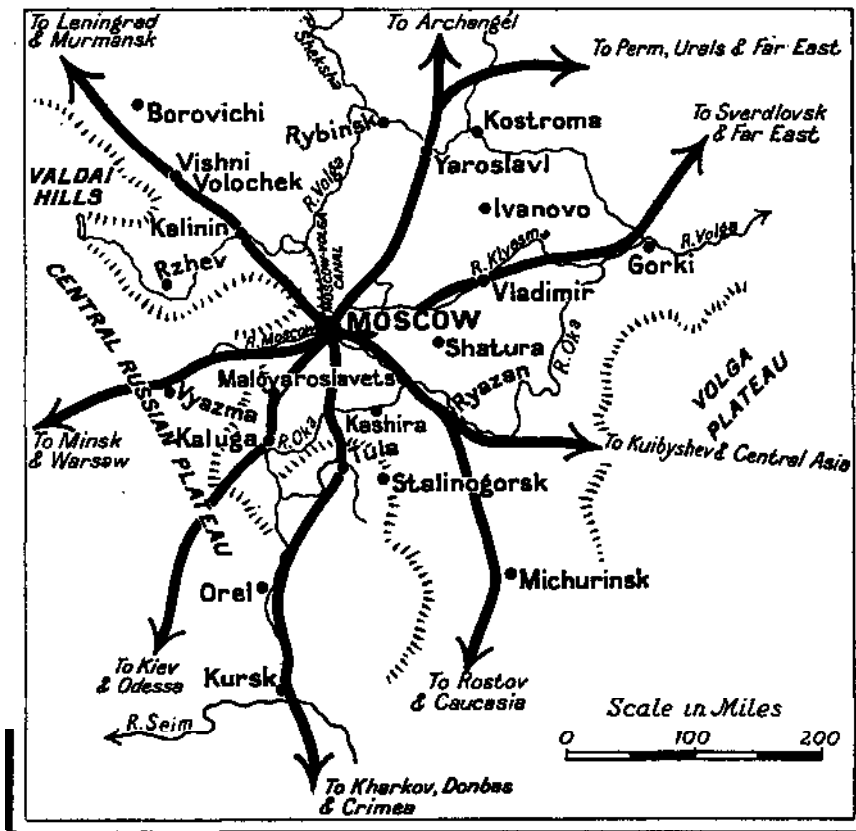 To Leningrad
& Murmansk
R. Sheksha
To Archangel
To Perm, Urals & Far East
To Sverdlovsk
& Far East
Borovichi
Rybinsk
Kostroma
Yaroslavl
Vishni
Volochek
VALDAI
HILLS
R. Volga
Ivanovo
Kalinin
Rzhev
MOSCOW-VOLGA
CANAL
R. Klyasm
Gorki
R. Volga
Vladimir
CENTRAL RUSSIAN PLATEAU
R. Moscow
MOSCOW
Shatura
R. Oka
VOLGA
PLATEAU
Malovaroslavets
Ryazan
Vyazma
Kashira
To Minsk
& Warsaw
Kaluga
R. Oka
Tula
To Kuibyshev & Central Asia
Stalinogorsk
Orel
Michurinsk
To Kiev
& Odessa
Kursk
To Rostov
& Caucasia
R. Seim
Scale in Miles
0 100 200
To Kharkov, Donbas
& Crimea